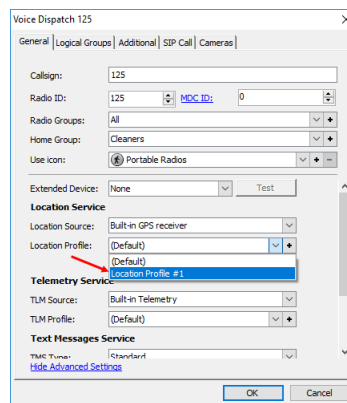 Voice Dispatch 125
General Logical Groups Additional SIP Call Cameras
Callsign: 125
Radio ID: 125 MDC ID: 0
Radio Groups: All
Home Group: Cleaners
Use icon: Portable Radios
Extended Device: None Test
Location Service
Location Source: Built-in GPS receiver
Location Profile: (Default)
(Default)
Location Profile #1
Telemetry Service
TLM Source: Built-in Telemetry
TLM Profile: (Default)
Text Messages Service
TMS Type: Standard
Hide Advanced Settings
OK Cancel